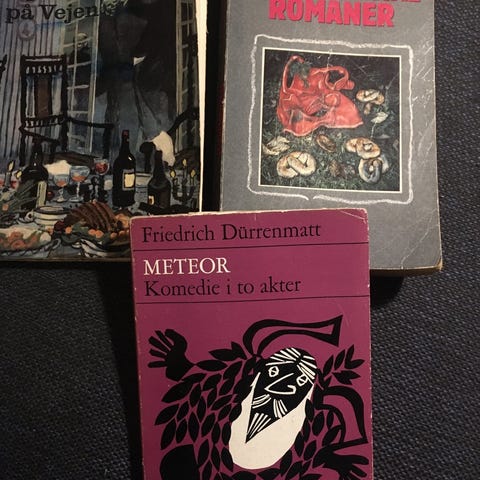 på Vejen
ROMANER
Friedrich Dürrenmatt
METEOR
Komedie i to akter